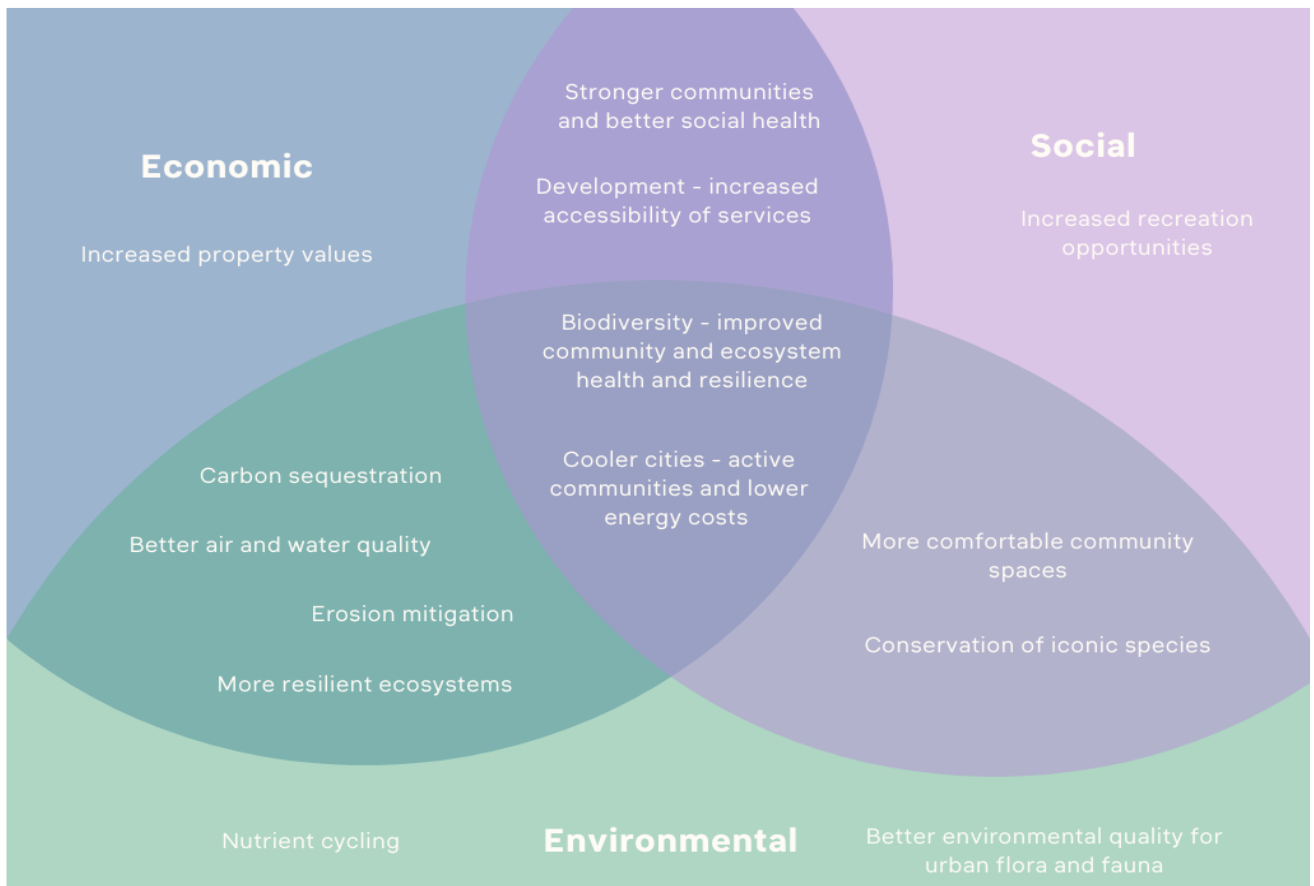 Economic
Increased property values
Stronger communities
and better social health
Development - increased
accessibility of services
Social
Increased recreation
opportunities
Biodiversity - improved
community and ecosystem
health and resilience
Cooler cities - active
communities and lower
energy costs
Carbon sequestration
Better air and water quality
Erosion mitigation
More resilient ecosystems
More comfortable community
spaces
Conservation of iconic species
Nutrient cycling
Environmental
Better environmental quality for
urban flora and fauna